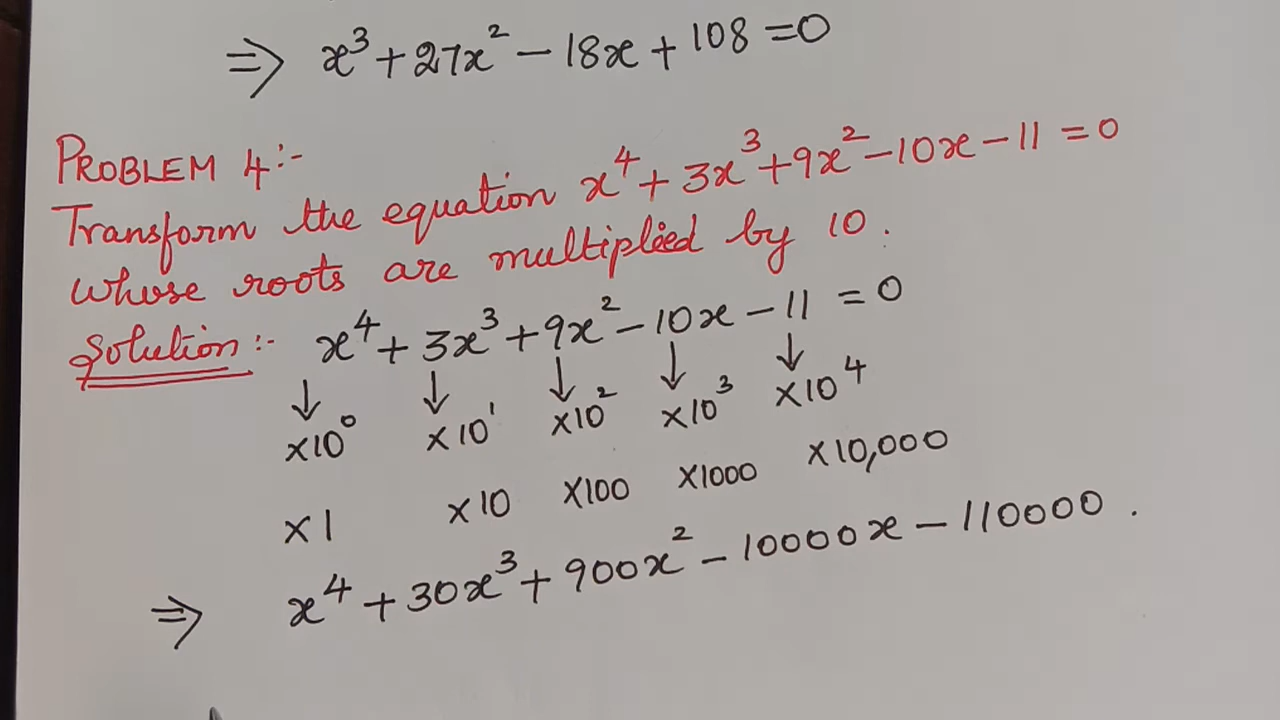 ⇒ x³ + 27x² − 18x + 108 = 0
PROBLEM 4:-
Transform the equation x⁴ + 3x³ + 9x² − 10x − 11 = 0
whose roots are multiplied by 10.
Solution:- x⁴ + 3x³ + 9x² − 10x − 11 = 0
↓ ↓ ↓ ↓ ↓
×10⁰ ×10¹ ×10² ×10³ ×10⁴
×1 ×10 ×100 ×1000 ×10,000
⇒ x⁴ + 30x³ + 900x² − 10000x − 110000.